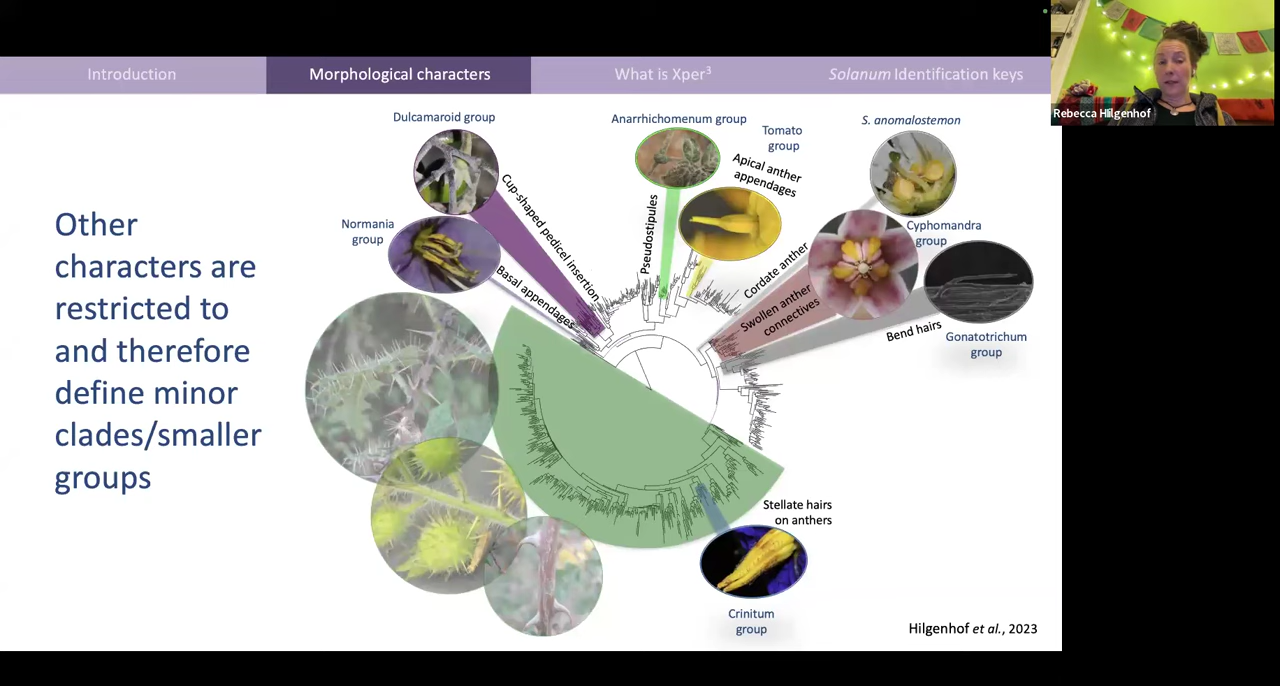 Introduction
Morphological characters
What is Xper³
Solanum Identification keys
Rebecca Hilgenhof
Other
characters are
restricted to
and therefore
define minor
clades/smaller
groups
Dulcamaroid group
Normania
group
Cup-shaped pedicel insertion
Basal appendages
Anarrhichomenum group
Pseudostipules
Tomato
group
Apical anther
appendages
S. anomalostemon
Cordate anther
Cyphomandra
group
Swollen anther
connectives
Bend hairs
Gonatotrichum
group
Stellate hairs
on anthers
Crinitum
group
Hilgenhof et al., 2023